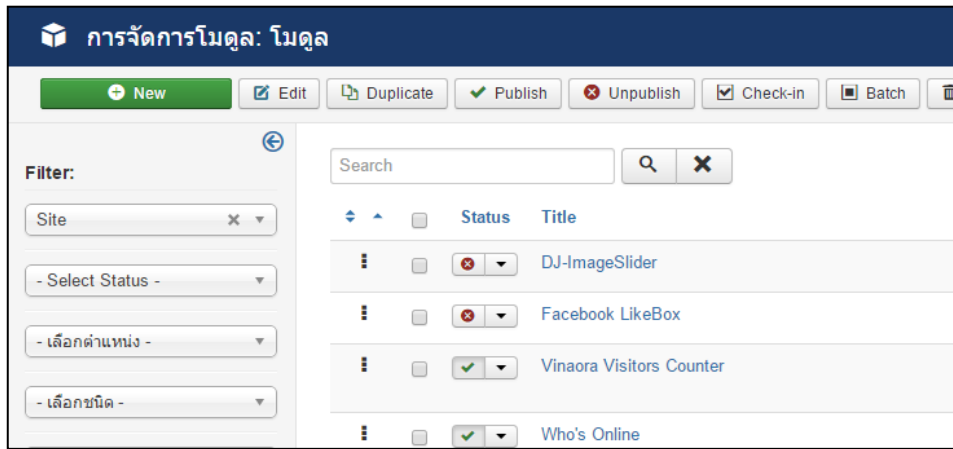 การจัดการโมดูล: โมดูล
New Edit Duplicate Publish Unpublish Check-in Batch
Filter:
Search
Site
Status Title
- Select Status -
DJ-ImageSlider
- เลือกตำแหน่ง -
Facebook LikeBox
- เลือกชนิด -
Vinaora Visitors Counter
Who's Online